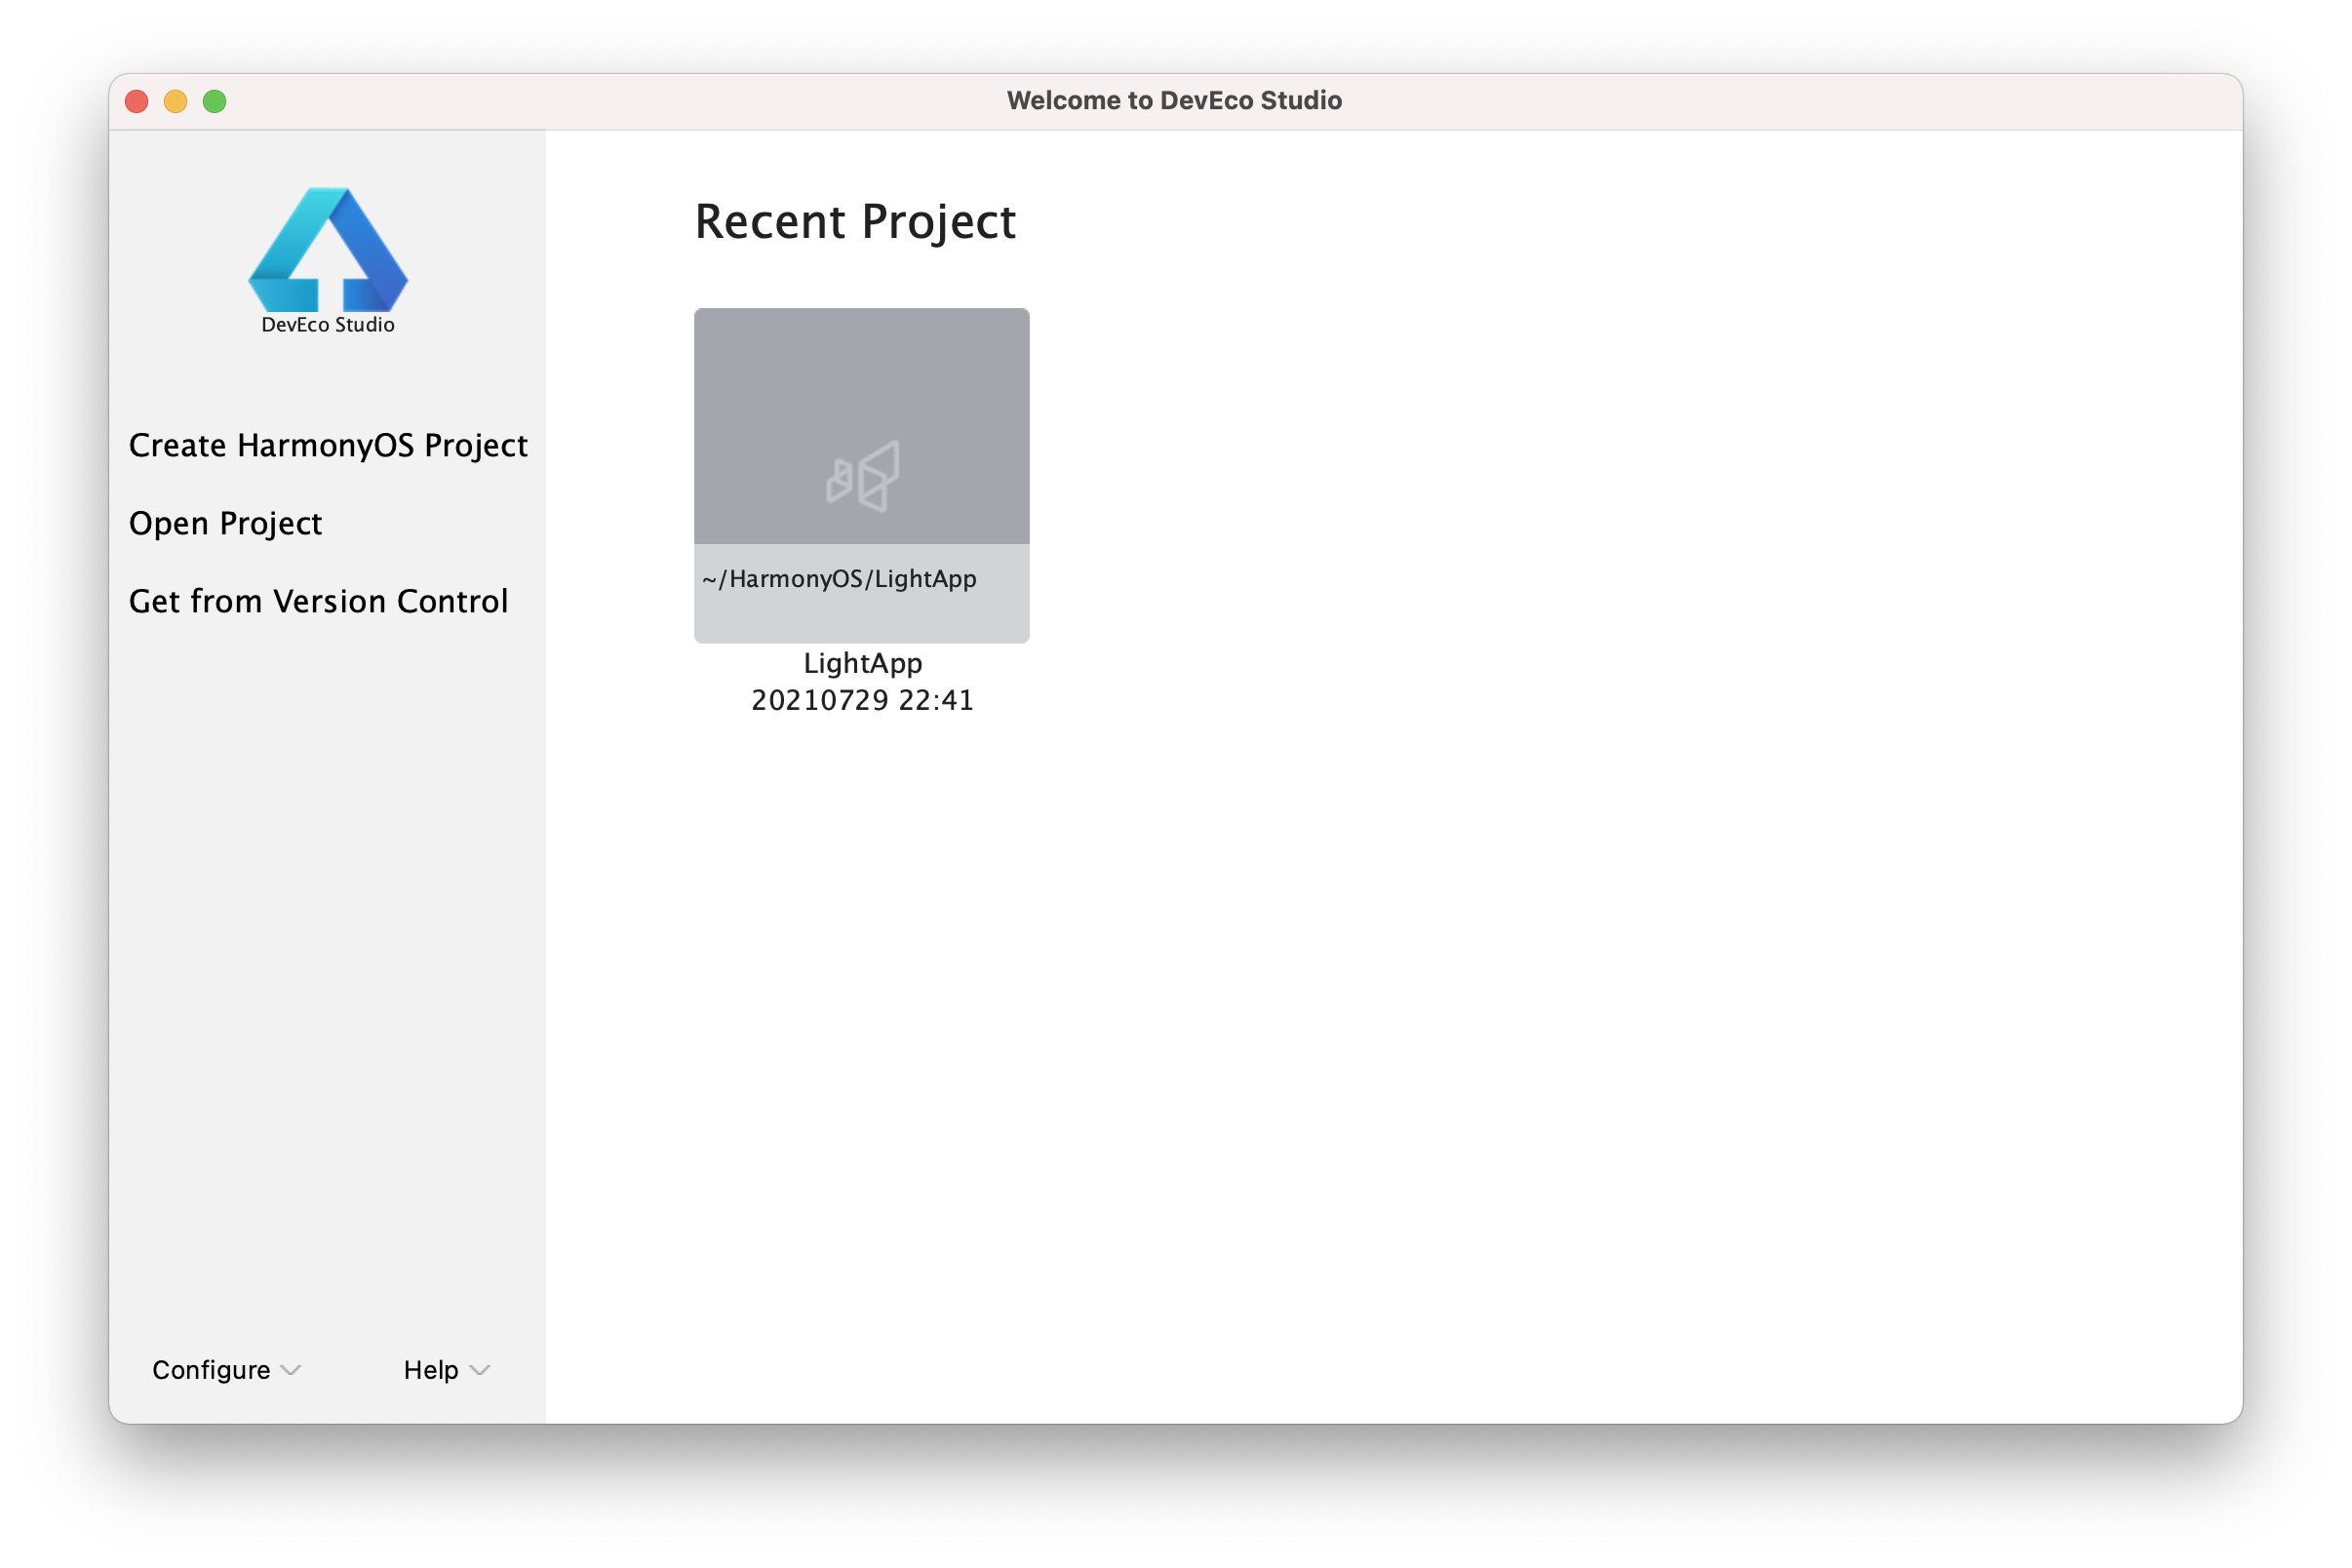 Welcome to DevEco Studio
DevEco Studio
Create HarmonyOS Project
Open Project
Get from Version Control
Configure
Help
Recent Project
~/HarmonyOS/LightApp
LightApp
20210729 22:41